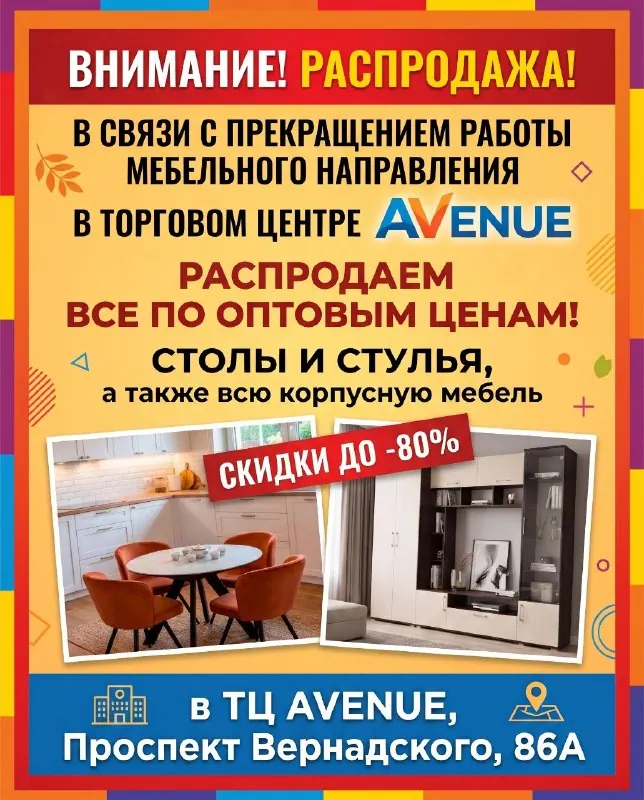 ВНИМАНИЕ! РАСПРОДАЖА!
В СВЯЗИ С ПРЕКРАЩЕНИЕМ РАБОТЫ
МЕБЕЛЬНОГО НАПРАВЛЕНИЯ
В ТОРГОВОМ ЦЕНТРЕ AVENUE
РАСПРОДАЕМ
ВСЕ ПО ОПТОВЫМ ЦЕНАМ!
СТОЛЫ И СТУЛЬЯ,
а также всю корпусную мебель
СКИДКИ ДО -80%
в ТЦ AVENUE,
Проспект Вернадского, 86А